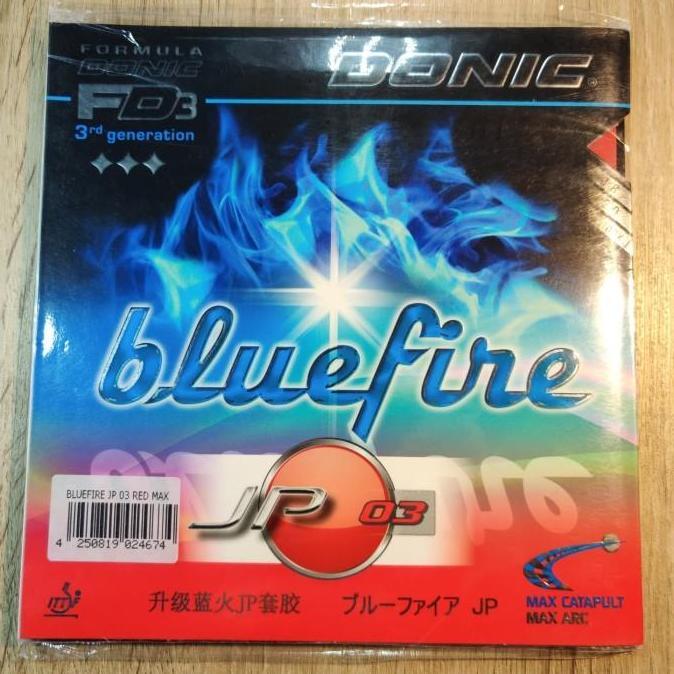 FORMULA
DONIC
DONIC
FD3
3rd generation
bluefire
BLUEFIRE JP 03 RED MAX
4 250819 024674
JP 03
升级蓝火JP套胶
ブルーファイア JP
MAX CATAPULT
MAX ARC
ITTF